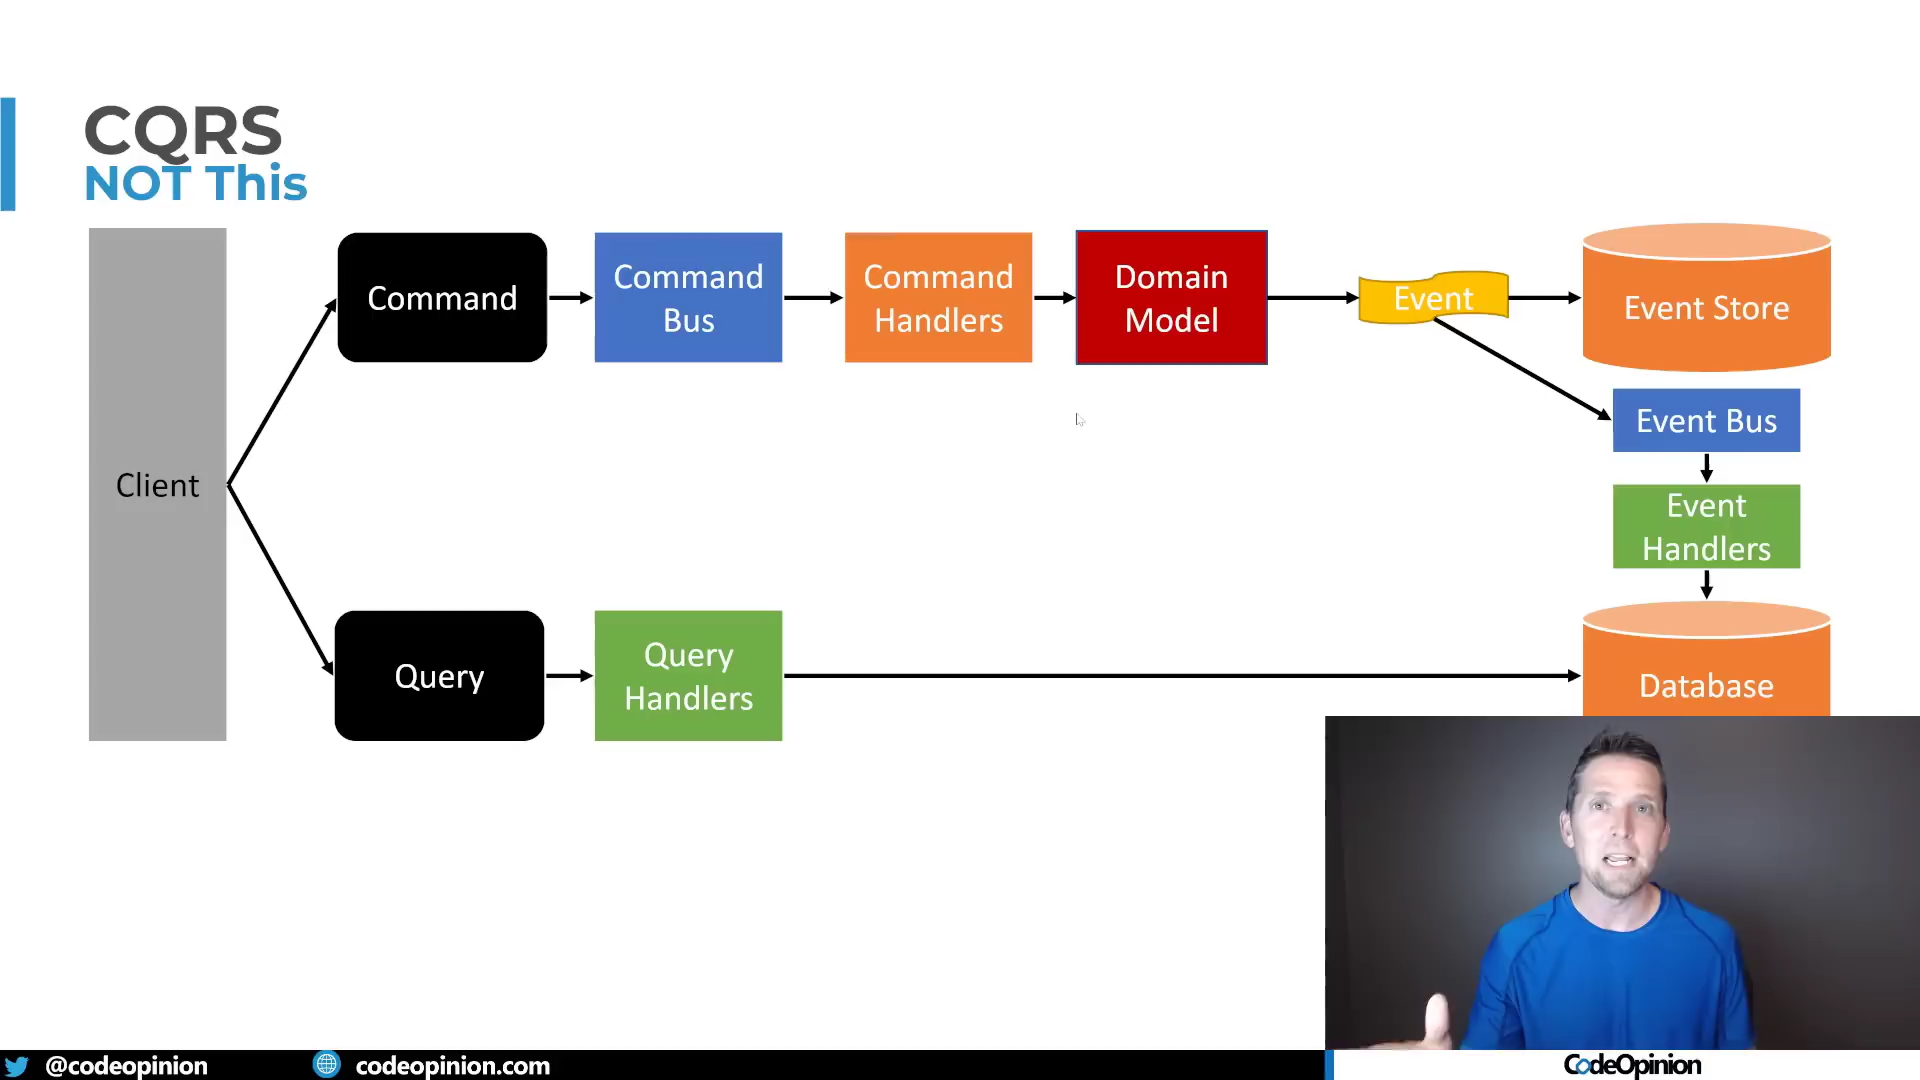 CQRS
NOT This
Client
Command
Command
Bus
Command
Handlers
Domain
Model
Event
Event Store
Event Bus
Event
Handlers
Query
Query
Handlers
Database
@codeopinion
codeopinion.com
CodeOpinion